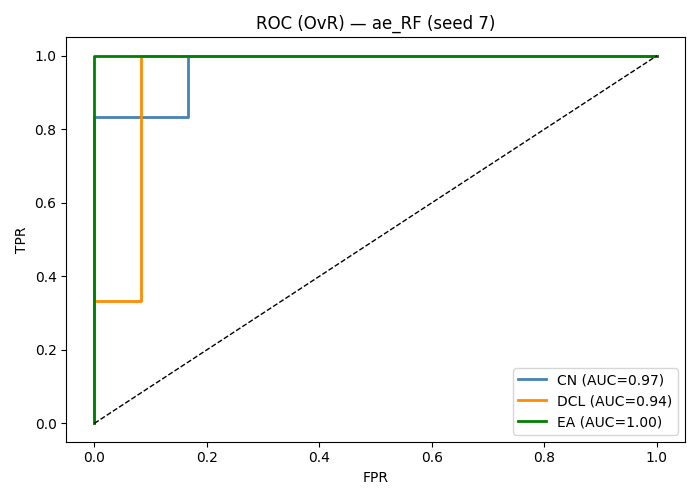 ROC (OvR) — ae_RF (seed 7)
1.0
0.8
0.6
0.4
0.2
0.0
TPR
0.0 0.2 0.4 0.6 0.8 1.0
FPR
CN (AUC=0.97)
DCL (AUC=0.94)
EA (AUC=1.00)